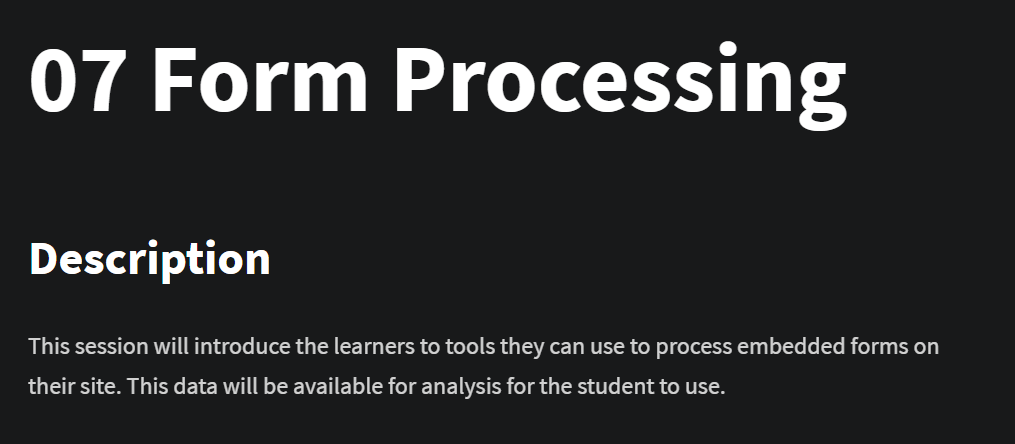 07 Form Processing
Description
This session will introduce the learners to tools they can use to process embedded forms on
their site. This data will be available for analysis for the student to use.